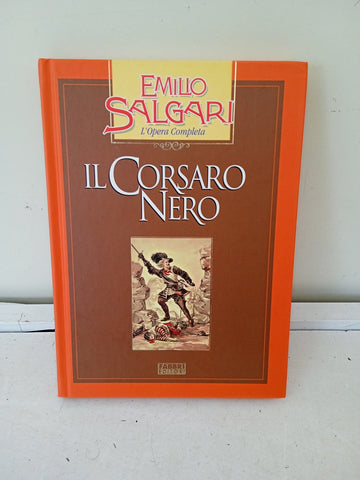 EMILIO
SALGARI
L'Opera Completa
IL CORSARO
NERO
FABBRI
EDITORI